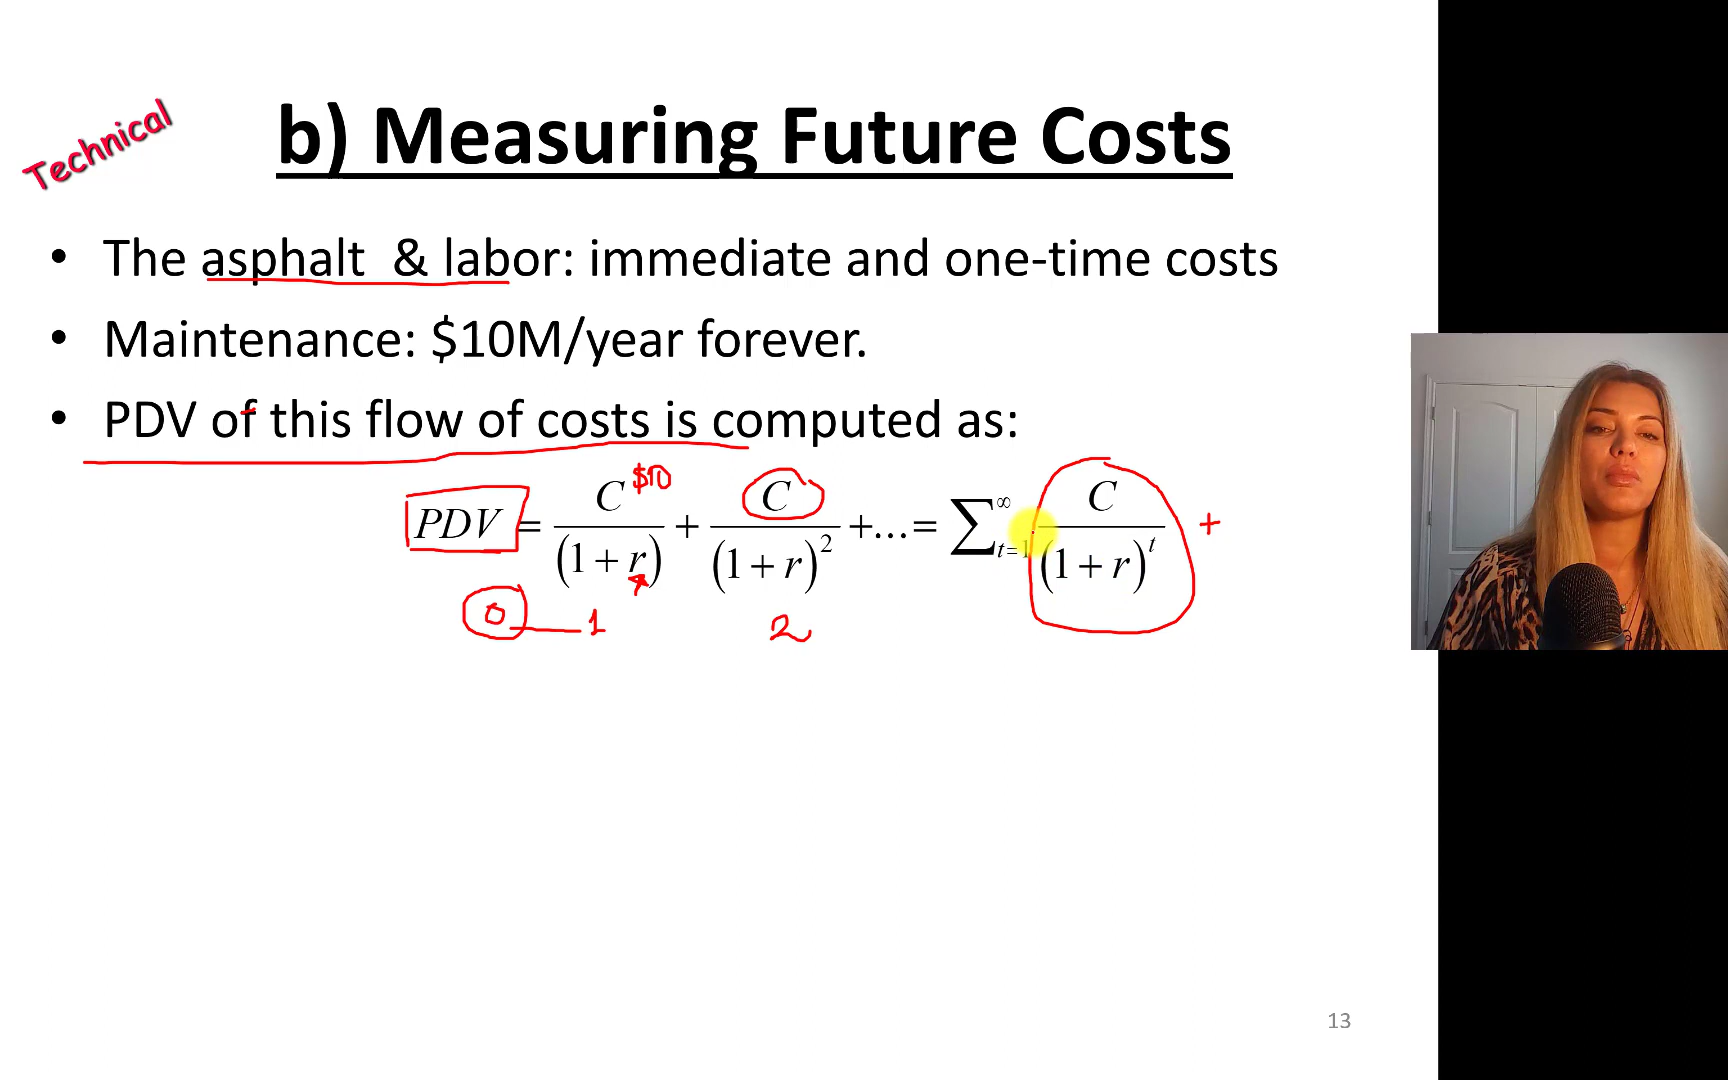 Technical
b) Measuring Future Costs
• The asphalt & labor: immediate and one-time costs
• Maintenance: $10M/year forever.
• PDV of this flow of costs is computed as:
PDV = C/(1 + r) + C/(1 + r)^2 + ... = ∑_{t=1}^{∞} C/(1 + r)^t +
$10
0 1 2
13